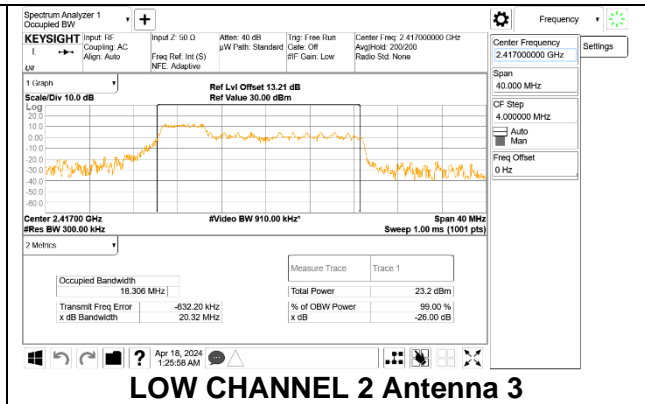 Spectrum Analyzer 1
Occupied BW
+
Frequency
KEYSIGHT
L
Input: RF
Coupling: AC
Align: Auto
Input Z: 50 Ω
Freq Ref: Int (S)
NFE: Adaptive
Atten: 40 dB
µW Path: Standard
Trig: Free Run
Gate: Off
#IF Gain: Low
Center Freq: 2.417000000 GHz
Avg|Hold: 200/200
Radio Std: None
Center Frequency
2.417000000 GHz
Settings
Span
40.000 MHz
CF Step
4.000000 MHz
Auto
Man
Freq Offset
0 Hz
1 Graph
Scale/Div 10.0 dB
Ref Lvl Offset 13.21 dB
Ref Value 30.00 dBm
Log
20.0
10.0
0.00
-10.0
-20.0
-30.0
-40.0
-50.0
-60.0
Center 2.41700 GHz
#Video BW 910.00 kHz*
Span 40 MHz
#Res BW 300.00 kHz
Sweep 1.00 ms (1001 pts)
2 Metrics
Measure Trace
Trace 1
Occupied Bandwidth
18.306 MHz
Total Power
23.2 dBm
Transmit Freq Error
-632.20 kHz
% of OBW Power
99.00 %
x dB Bandwidth
20.32 MHz
x dB
-26.00 dB
?
Apr 18, 2024
1:25:58 AM
LOW CHANNEL 2 Antenna 3